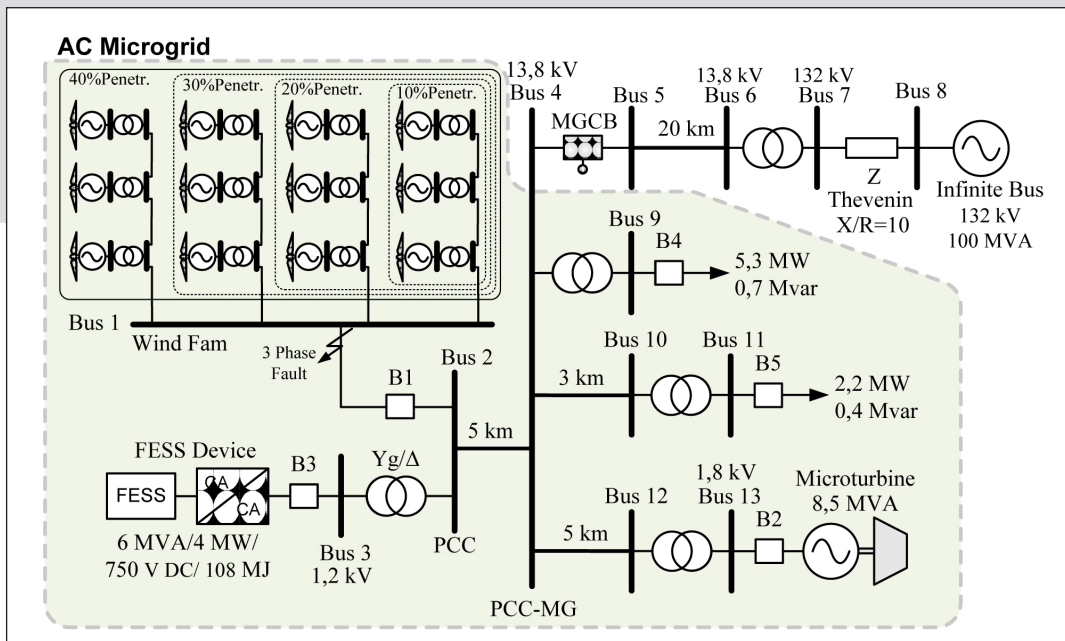 AC Microgrid
40%Penetr.
30%Penetr.
20%Penetr.
10%Penetr.
Bus 1
Wind Fam
3 Phase
Fault
B1
Bus 2
5 km
PCC
FESS Device
FESS
CA
CA
6 MVA/4 MW/
750 V DC/ 108 MJ
B3
Bus 3
1,2 kV
Yg/Δ
13,8 kV
Bus 4
MGCB
Bus 5
20 km
13,8 kV
Bus 6
132 kV
Bus 7
Z
Thevenin
X/R=10
Bus 8
Infinite Bus
132 kV
100 MVA
Bus 9
B4
5,3 MW
0,7 Mvar
Bus 10
3 km
Bus 11
B5
2,2 MW
0,4 Mvar
Bus 12
5 km
1,8 kV
Bus 13
B2
Microturbine
8,5 MVA
PCC-MG